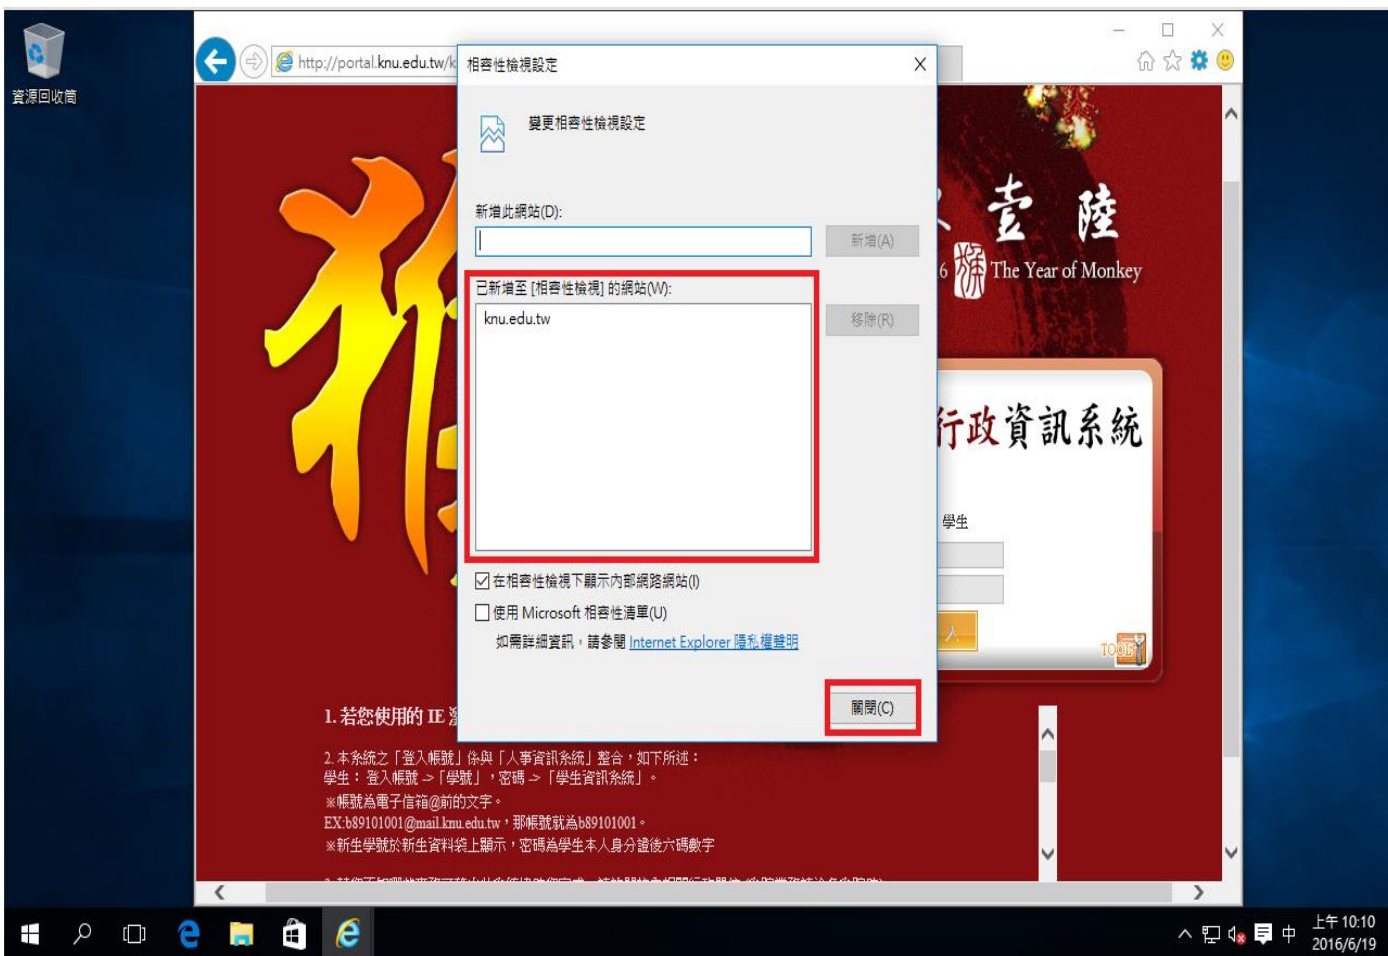 資源回收筒
http://portal.knu.edu.tw/k
相容性檢視設定
變更相容性檢視設定
新增此網站(D):
新增(A)
已新增至 [相容性檢視] 的網站(W):
knu.edu.tw
移除(R)
在相容性檢視下顯示內部網路網站(I)
使用 Microsoft 相容性清單(U)
如需詳細資訊，請參閱 Internet Explorer 隱私權聲明
關閉(C)
壹 陸
6 猴 The Year of Monkey
行政資訊系統
學生
入
TOOL
猴
1. 若您使用的 IE
2. 本系統之「登入帳號」係與「人事資訊系統」整合，如下所述：
學生： 登入帳號 -> 「學號」，密碼 -> 「學生資訊系統」。
※帳號為電子信箱@前的文字。
EX:b89101001@mail.knu.edu.tw，那帳號就為b89101001。
※新生學號於新生資料袋上顯示，密碼為學生本人身分證後六碼數字
中
上午 10:10
2016/6/19